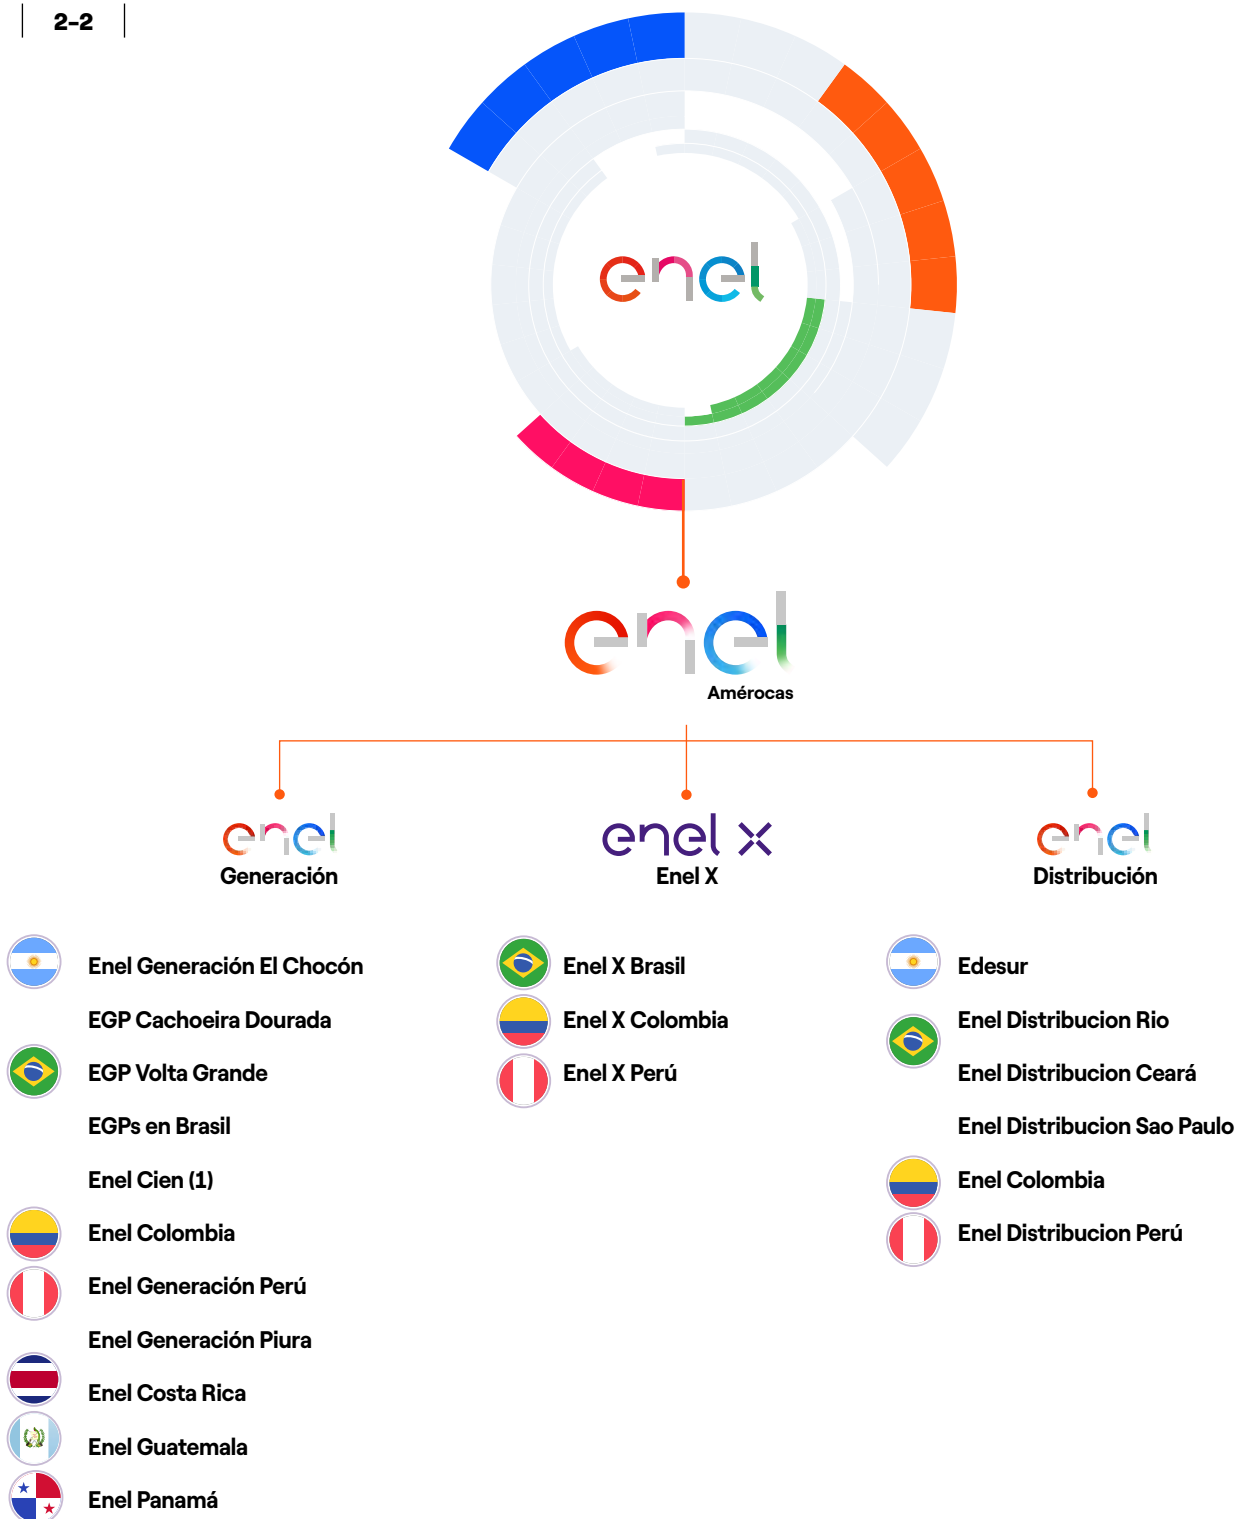 2-2
enel
enel
Amérocas
enel
Generación
enel x
Enel X
enel
Distribución
Enel Generación El Chocón
EGP Cachoeira Dourada
EGP Volta Grande
EGPs en Brasil
Enel Cien (1)
Enel Colombia
Enel Generación Perú
Enel Generación Piura
Enel Costa Rica
Enel Guatemala
Enel Panamá
Enel X Brasil
Enel X Colombia
Enel X Perú
Edesur
Enel Distribucion Rio
Enel Distribucion Ceará
Enel Distribucion Sao Paulo
Enel Colombia
Enel Distribucion Perú